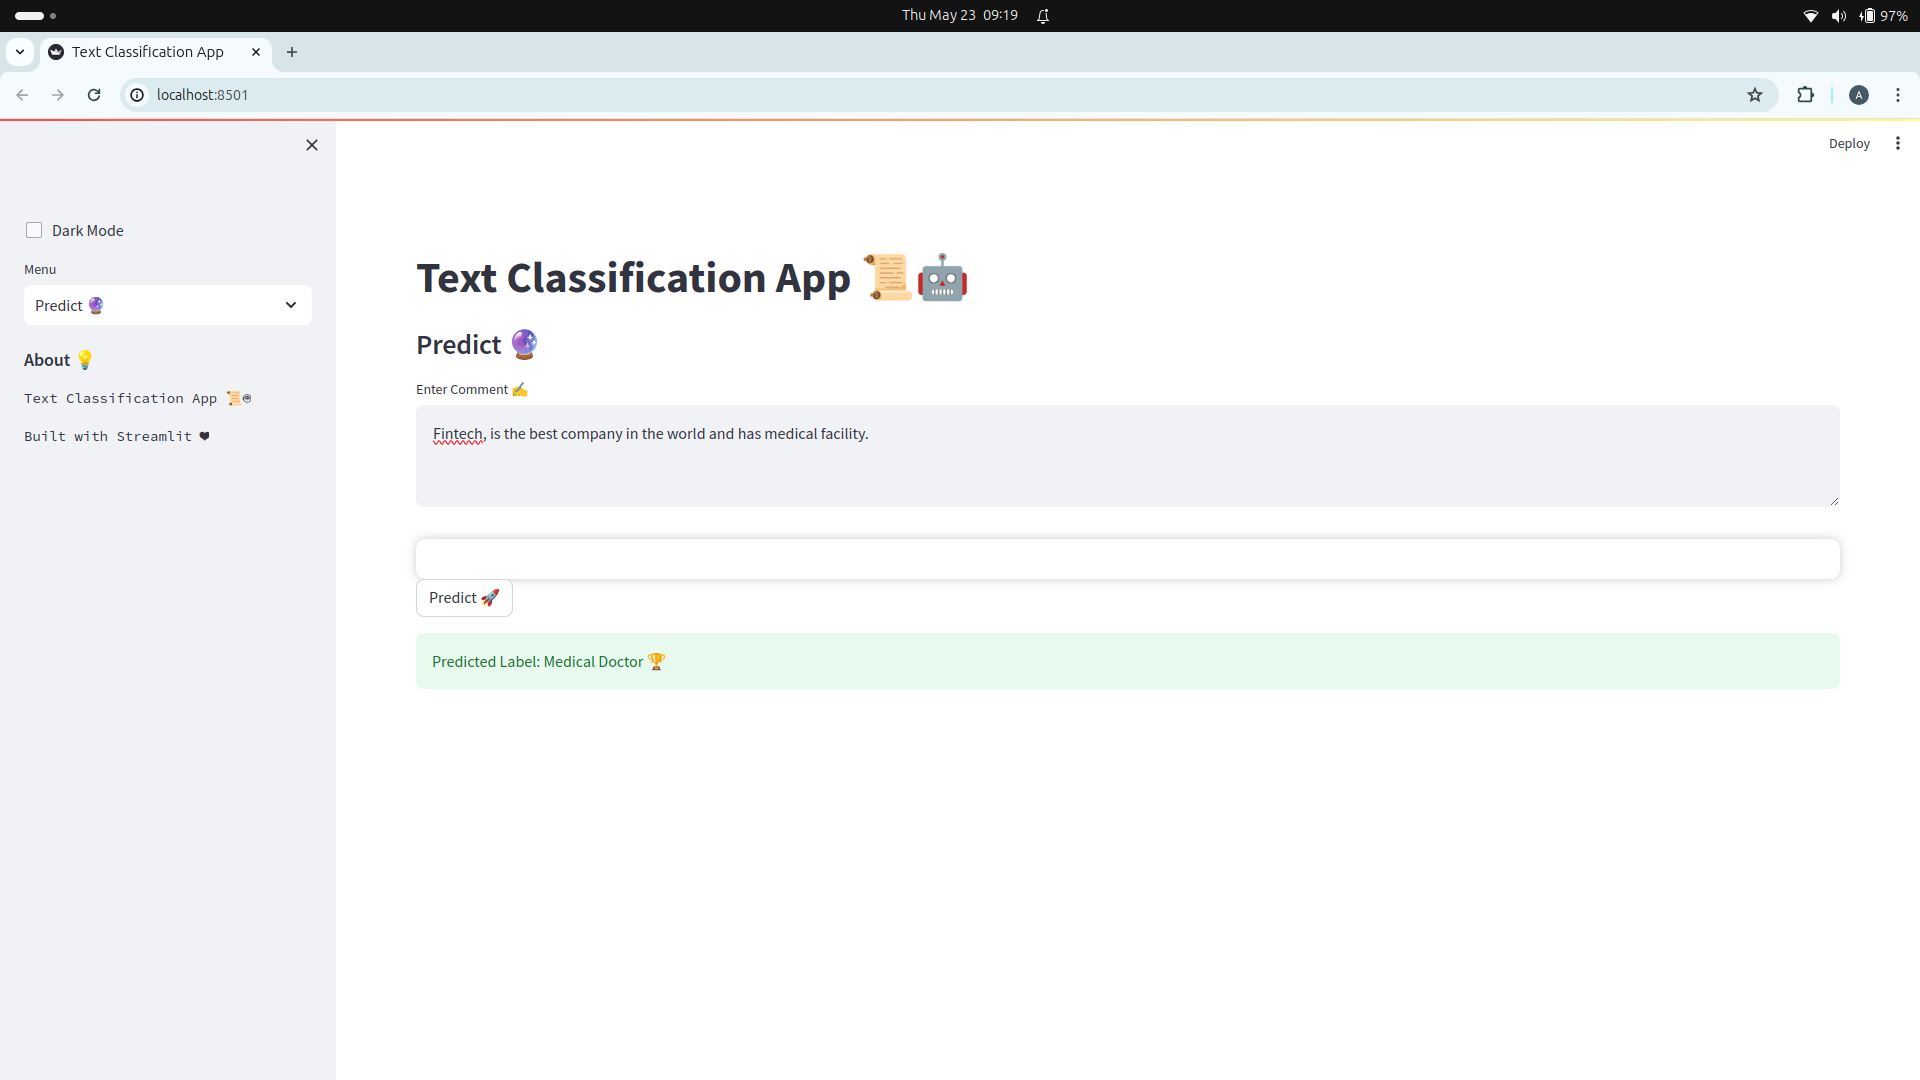 Thu May 23 09:19
97%
Text Classification App
localhost:8501
A
Deploy
Dark Mode
Menu
Predict 🔮
About 💡
Text Classification App 📜🤖
Built with Streamlit ❤
Text Classification App 📜🤖
Predict 🔮
Enter Comment ✍
Fintech, is the best company in the world and has medical facility.
Predict 🚀
Predicted Label: Medical Doctor 🏆